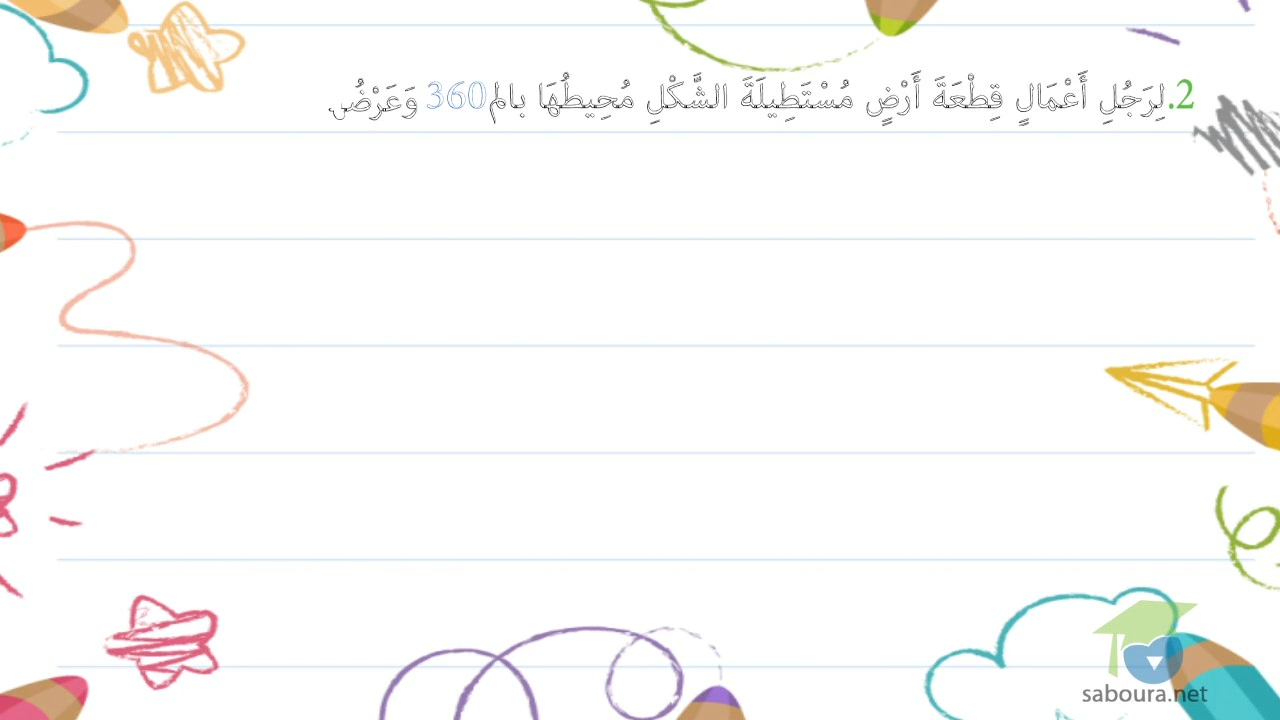 2.لِرَجُلِ أَعْمَالٍ قِطْعَةَ أَرْضٍ مُسْتَطِيلَةَ الشَّكْلِ مُحِيطُهَا بالم360
saboura.net